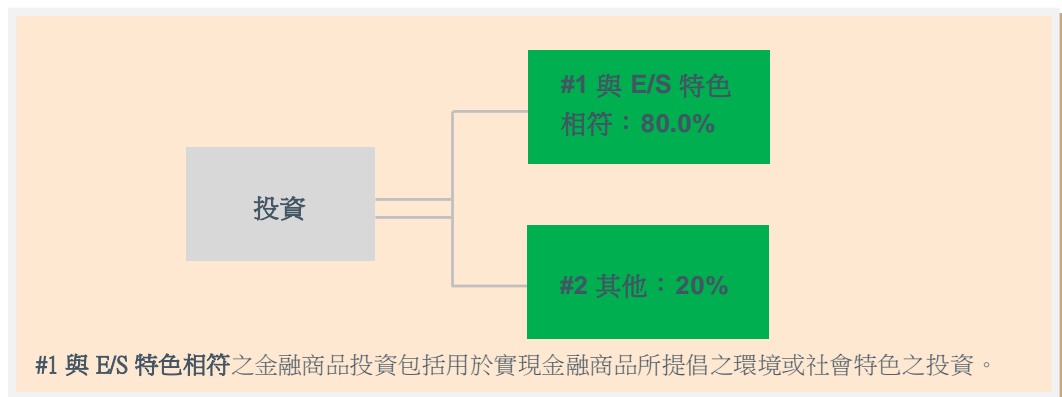 #1 與 E/S 特色
相符：80.0%
投資
#2 其他：20%
#1 與 E/S 特色相符之金融商品投資包括用於實現金融商品所提倡之環境或社會特色之投資。